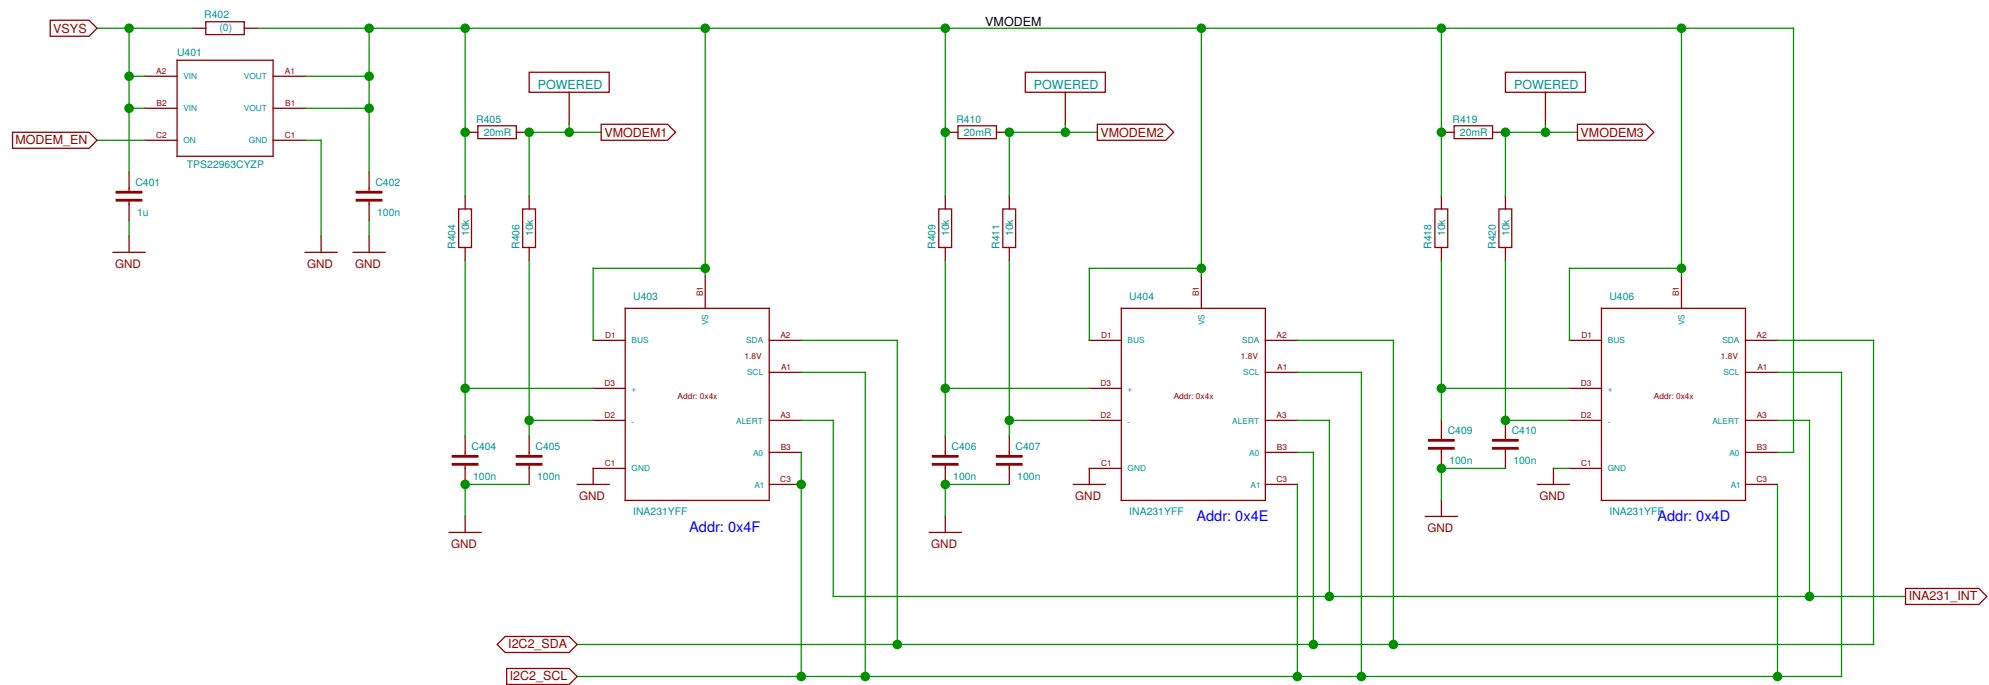 VSYS
R402
(0)
VMODEM
U401
A2
VIN
VOUT
A1
B2
VIN
VOUT
B1
MODEM_EN
C2
ON
GND
C1
TPS22963CYZP
C401
1u
C402
100n
GND
GND
GND
POWERED
R405
20mR
VMODEM1
R404
10k
R406
10k
U403
B1
VS
D1
BUS
SDA
A2
1.8V
SCL
A1
D3
+
Addr: 0x4x
D2
-
ALERT
A3
A0
B3
C1
GND
A1
C3
C404
100n
C405
100n
GND
INA231YFF
Addr: 0x4F
GND
POWERED
R410
20mR
VMODEM2
R409
10k
R411
10k
U404
B1
VS
D1
BUS
SDA
A2
1.8V
SCL
A1
D3
+
Addr: 0x4x
D2
-
ALERT
A3
A0
B3
C1
GND
A1
C3
C406
100n
C407
100n
GND
INA231YFF
Addr: 0x4E
GND
POWERED
R419
20mR
VMODEM3
R418
10k
R420
10k
U406
B1
VS
D1
BUS
SDA
A2
1.8V
SCL
A1
D3
+
Addr: 0x4x
D2
-
ALERT
A3
A0
B3
C1
GND
A1
C3
C409
100n
C410
100n
GND
INA231YFF
Addr: 0x4D
GND
INA231_INT
I2C2_SDA
I2C2_SCL